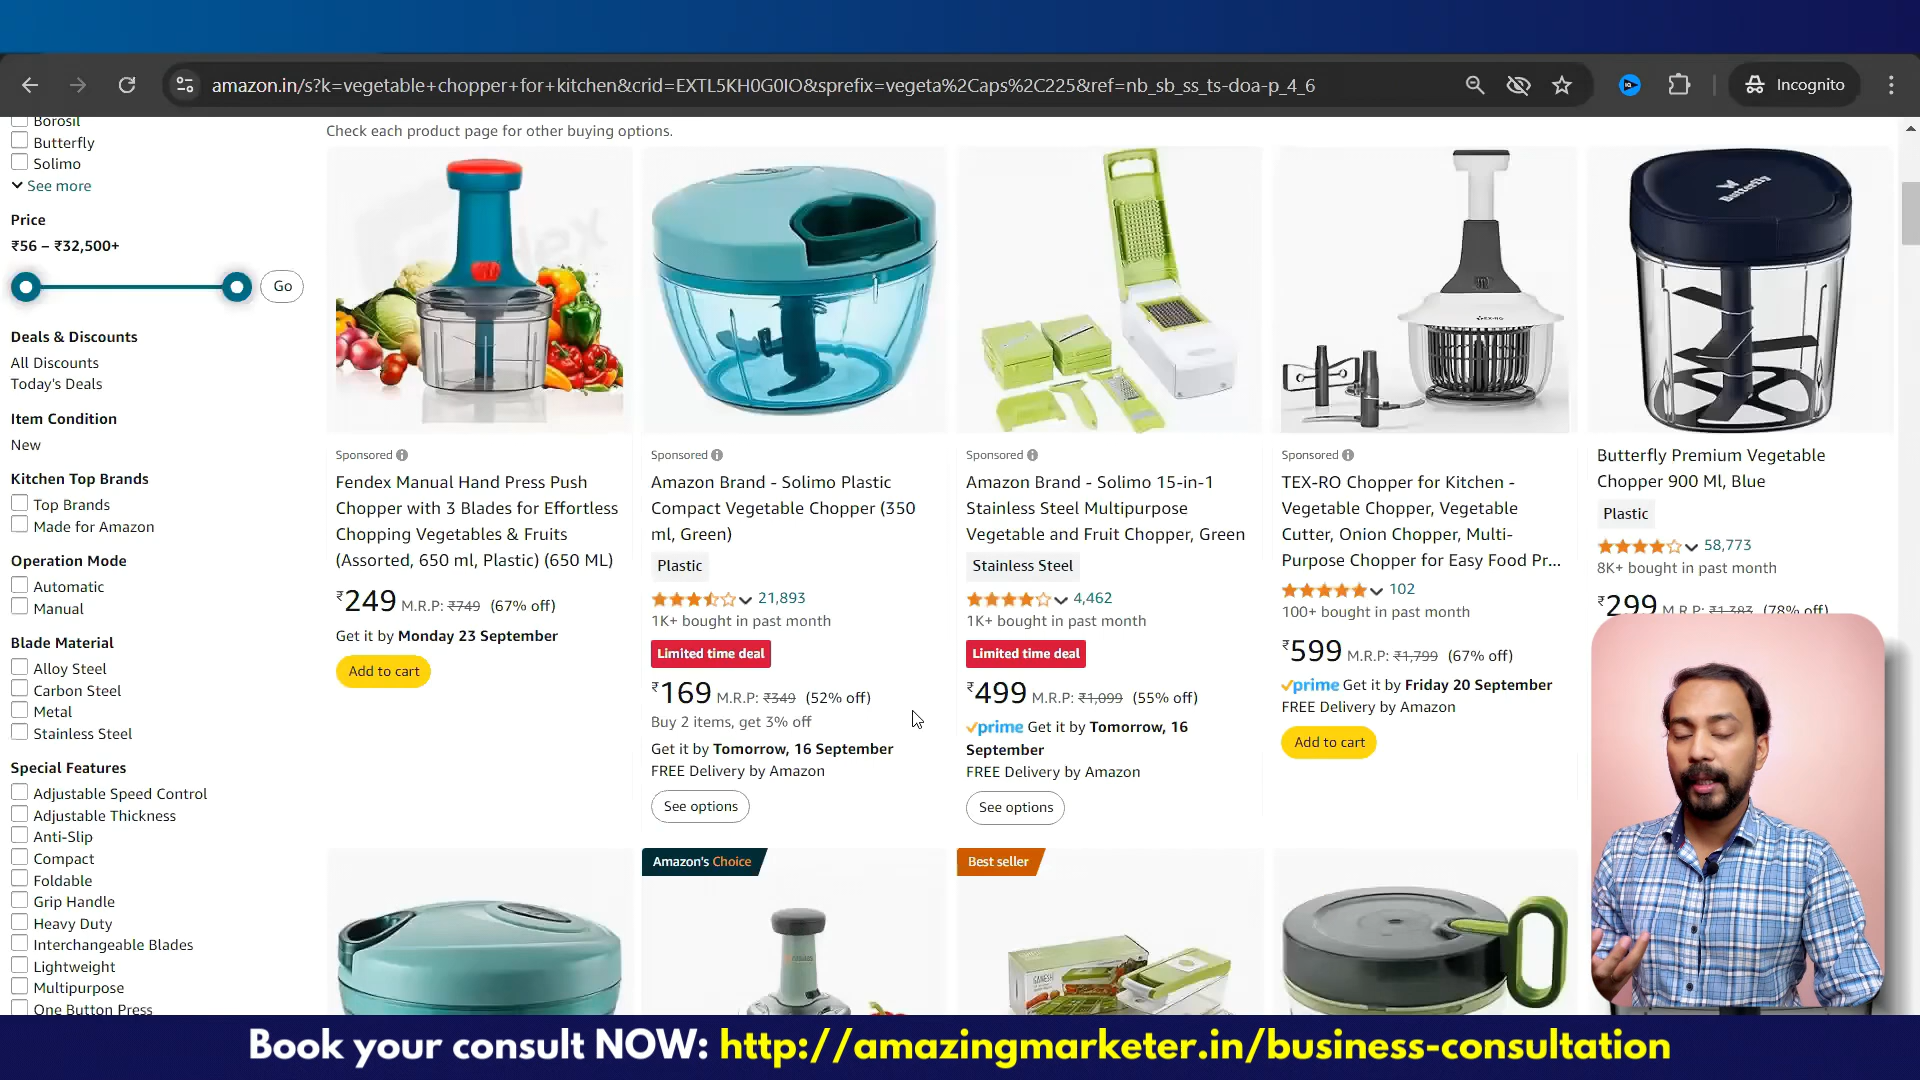 amazon.in/s?k=vegetable+chopper+for+kitchen&crid=EXTL5KH0G0IO&sprefix=vegeta%2Caps%2C225&ref=nb_sb_ss_ts-doa-p_4_6
Incognito
Borosil
Butterfly
Solimo
See more
Price
₹56 – ₹32,500+
Go
Deals & Discounts
All Discounts
Today's Deals
Item Condition
New
Kitchen Top Brands
Top Brands
Made for Amazon
Operation Mode
Automatic
Manual
Blade Material
Alloy Steel
Carbon Steel
Metal
Stainless Steel
Special Features
Adjustable Speed Control
Adjustable Thickness
Anti-Slip
Compact
Foldable
Grip Handle
Heavy Duty
Interchangeable Blades
Lightweight
Multipurpose
One Button Press
Check each product page for other buying options.
Sponsored
Fendex Manual Hand Press Push
Chopper with 3 Blades for Effortless
Chopping Vegetables & Fruits
(Assorted, 650 ml, Plastic) (650 ML)
₹249 M.R.P: ₹749 (67% off)
Get it by Monday 23 September
Add to cart
Sponsored
Amazon Brand - Solimo Plastic
Compact Vegetable Chopper (350
ml, Green)
Plastic
21,893
1K+ bought in past month
Limited time deal
₹169 M.R.P: ₹349 (52% off)
Buy 2 items, get 3% off
Get it by Tomorrow, 16 September
FREE Delivery by Amazon
See options
Sponsored
Amazon Brand - Solimo 15-in-1
Stainless Steel Multipurpose
Vegetable and Fruit Chopper, Green
Stainless Steel
4,462
1K+ bought in past month
Limited time deal
₹499 M.R.P: ₹1,099 (55% off)
prime Get it by Tomorrow, 16
September
FREE Delivery by Amazon
See options
TEX-RO
Sponsored
TEX-RO Chopper for Kitchen -
Vegetable Chopper, Vegetable
Cutter, Onion Chopper, Multi-
Purpose Chopper for Easy Food Pr...
102
100+ bought in past month
₹599 M.R.P: ₹1,799 (67% off)
prime Get it by Friday 20 September
FREE Delivery by Amazon
Add to cart
Butterfly
Butterfly Premium Vegetable
Chopper 900 Ml, Blue
Plastic
58,773
8K+ bought in past month
₹299 M.R.P: ₹1,383 (78% off)
Amazon's Choice
Best seller
GANESH
Book your consult NOW: http://amazingmarketer.in/business-consultation